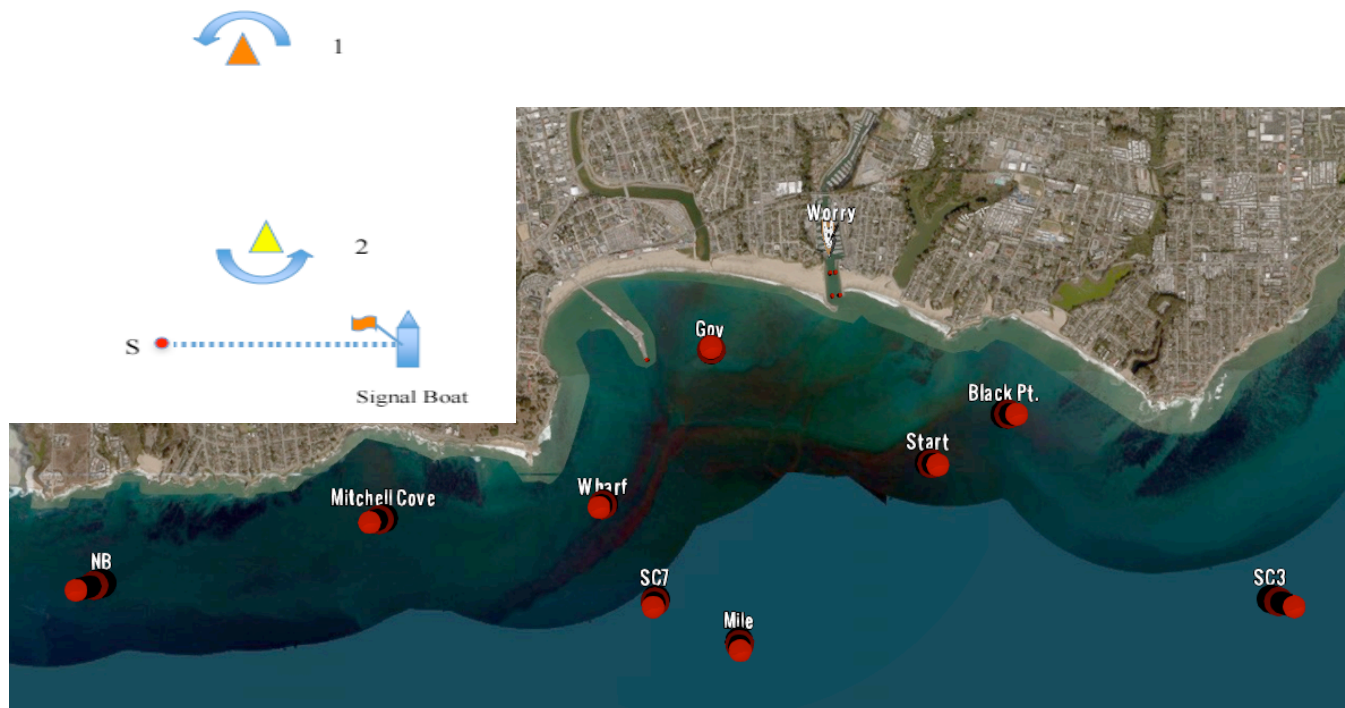 1
2
S
Signal Boat
Worry
Gov
Black Pt.
Start
Mitchell Cove
Wharf
NB
SC7
SC3
Mile